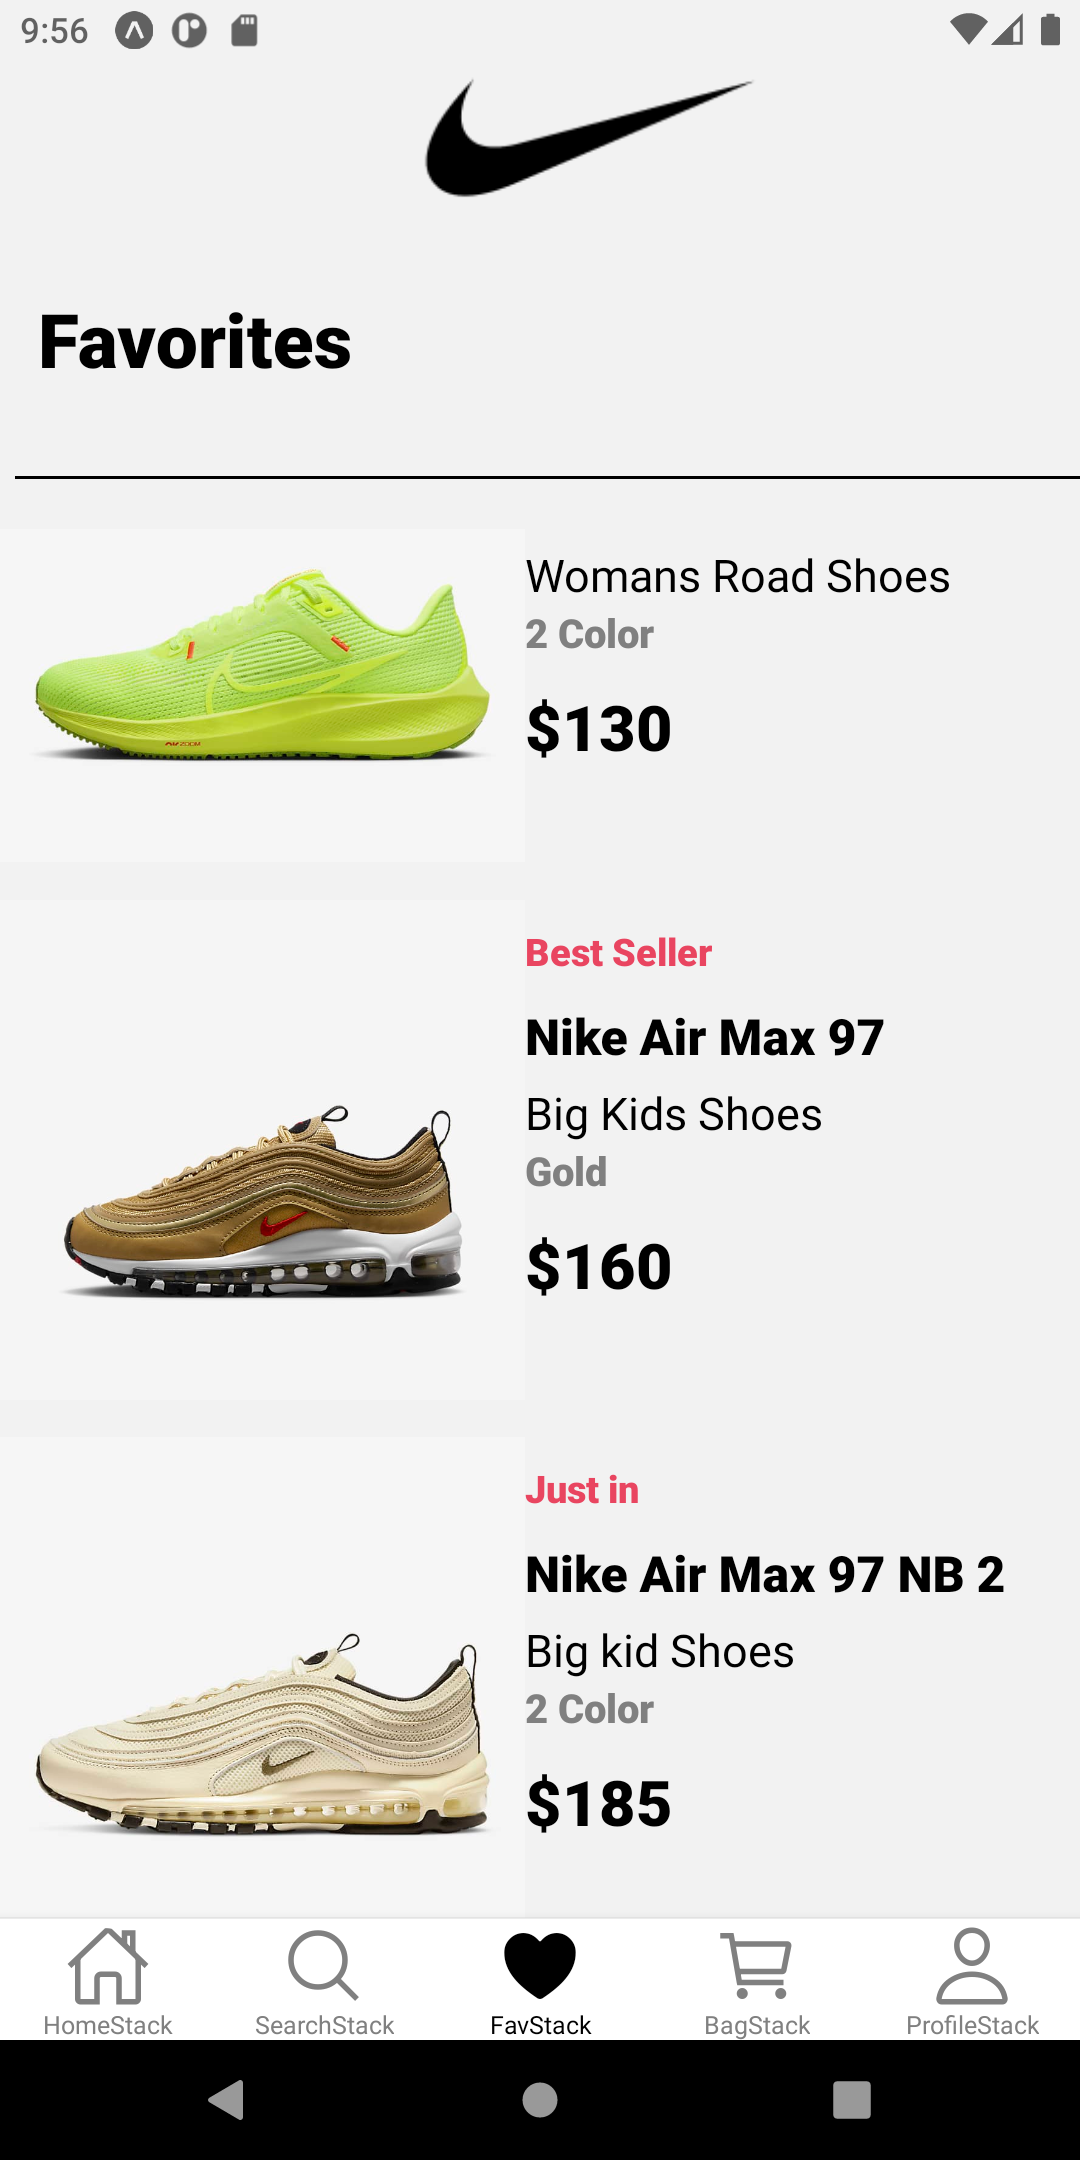 9:56
Favorites
Womans Road Shoes
2 Color
$130
Best Seller
Nike Air Max 97
Big Kids Shoes
Gold
$160
Just in
Nike Air Max 97 NB 2
Big kid Shoes
2 Color
$185
HomeStack
SearchStack
FavStack
BagStack
ProfileStack